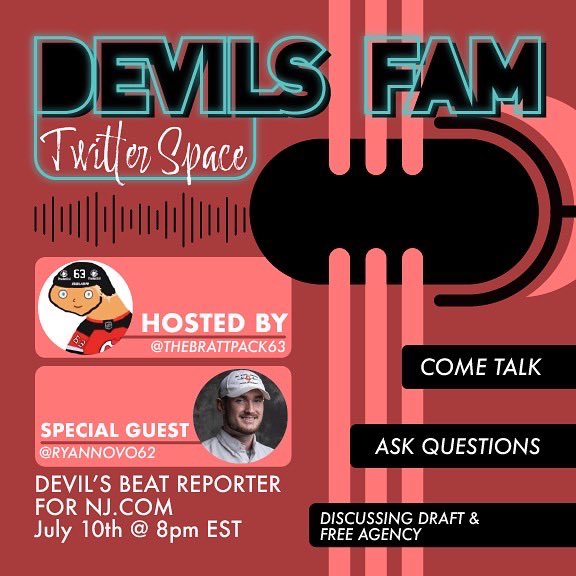 DEVILS FAM
Twitter Space
63
HOSTED BY
@THEBRATTPACK63
SPECIAL GUEST
@RYANNOVO62
DEVIL'S BEAT REPORTER
FOR NJ.COM
July 10th @ 8pm EST
COME TALK
ASK QUESTIONS
DISCUSSING DRAFT &
FREE AGENCY